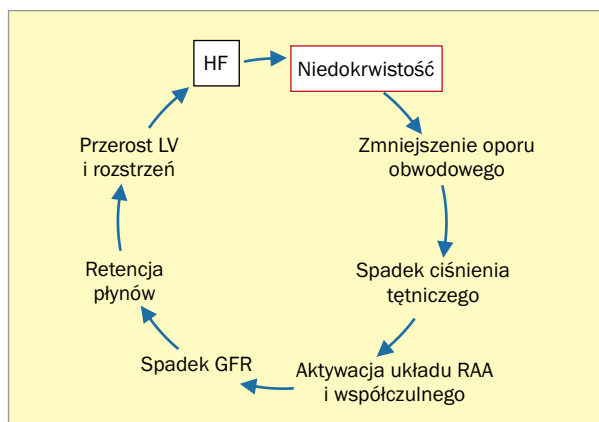 HF
Niedokrwistość
Zmniejszenie oporu
obwodowego
Spadek ciśnienia
tętniczego
Aktywacja układu RAA
i współczulnego
Spadek GFR
Retencja
płynów
Przerost LV
i rozstrzeń